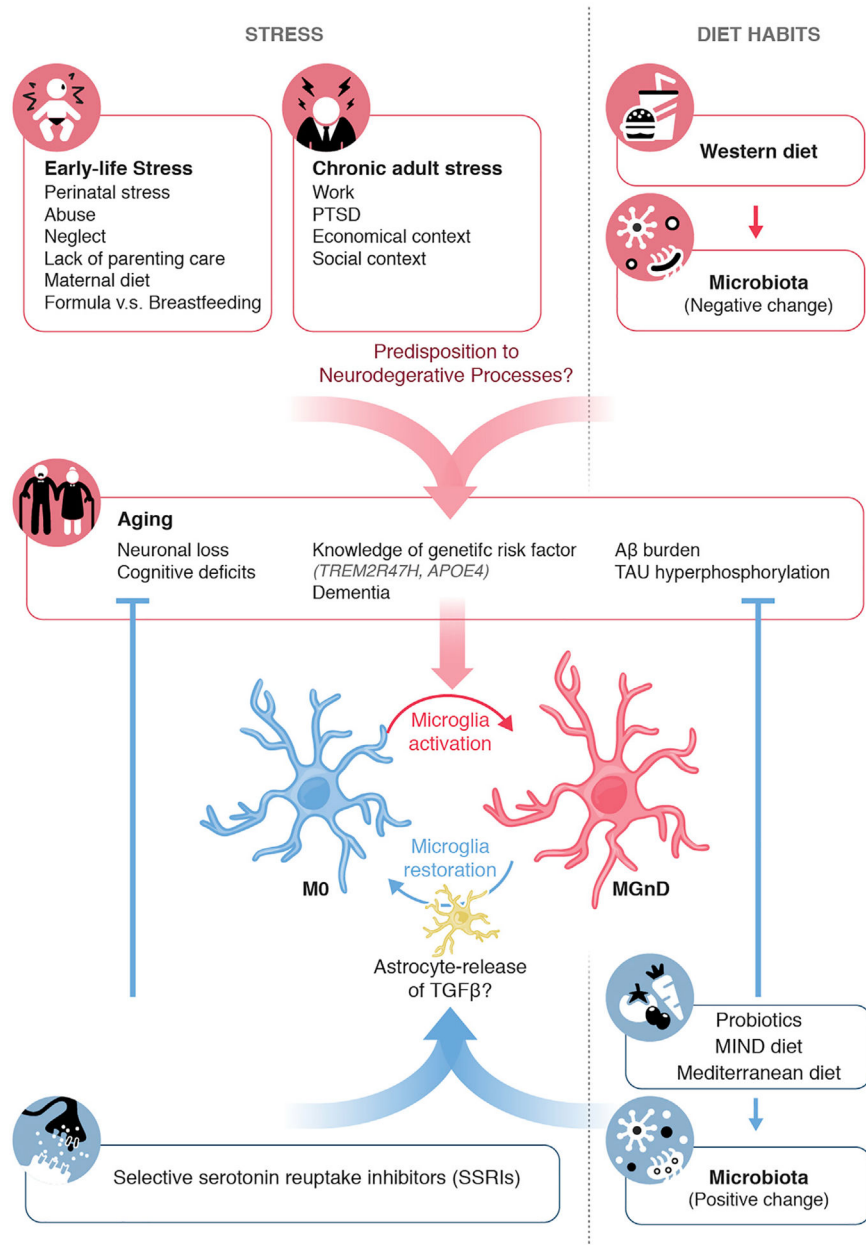 STRESS
DIET HABITS
Early-life Stress
Perinatal stress
Abuse
Neglect
Lack of parenting care
Maternal diet
Formula v.s. Breastfeeding
Chronic adult stress
Work
PTSD
Economical context
Social context
Western diet
Microbiota
(Negative change)
Predisposition to
Neurodegerative Processes?
Aging
Neuronal loss
Cognitive deficits
Knowledge of genetifc risk factor
(TREM2R47H, APOE4)
Dementia
Aβ burden
TAU hyperphosphorylation
Microglia
activation
Microglia
restoration
M0
MGnD
Astrocyte-release
of TGFβ?
Probiotics
MIND diet
Mediterranean diet
Selective serotonin reuptake inhibitors (SSRIs)
Microbiota
(Positive change)